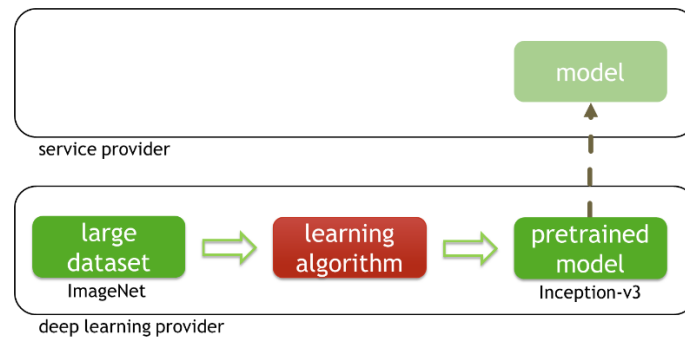 model
service provider
large
dataset
learning
algorithm
pretrained
model
ImageNet
Inception-v3
deep learning provider